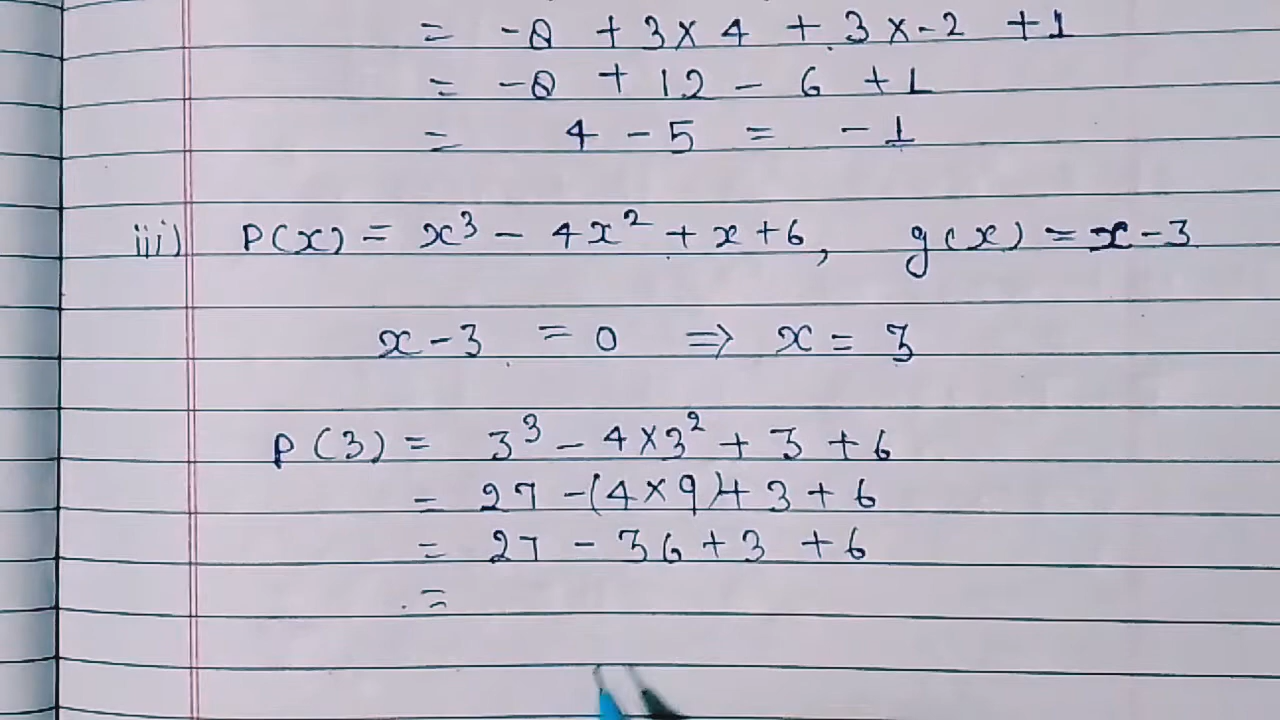 = -8 + 3 × 4 + 3 × -2 + 1
= -8 + 12 - 6 + 1
= 4 - 5 = -1
iii) P(x) = x³ - 4x² + x + 6, g(x) = x - 3
x - 3 = 0 ⇒ x = 3
P(3) = 3³ - 4×3² + 3 + 6
= 27 - (4×9) + 3 + 6
= 27 - 36 + 3 + 6
=